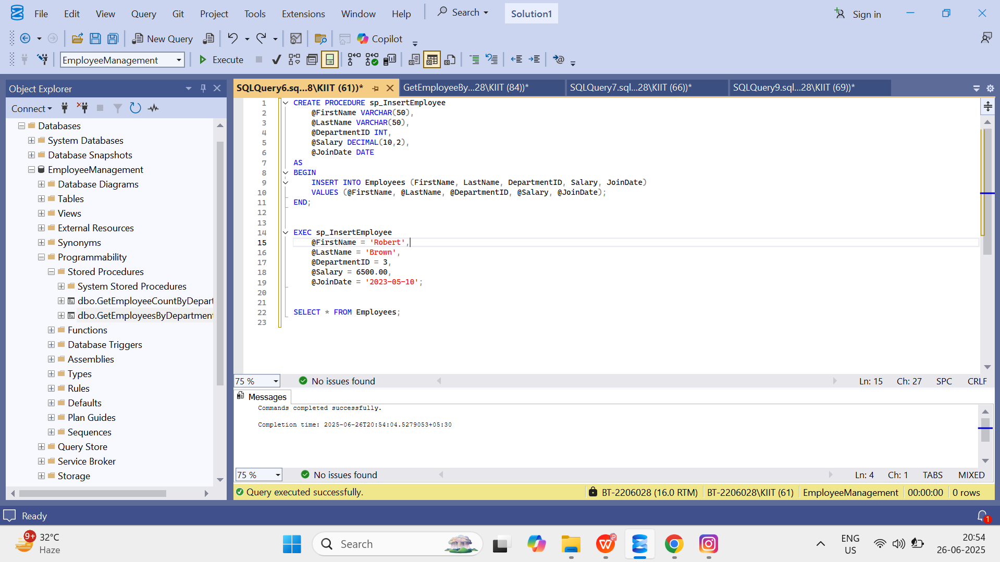 File Edit View Query Git Project Tools Extensions Window Help Search Solution1 Sign in
New Query Copilot
EmployeeManagement Execute
Object Explorer
Connect
Databases
System Databases
Database Snapshots
EmployeeManagement
Database Diagrams
Tables
Views
External Resources
Synonyms
Programmability
Stored Procedures
System Stored Procedures
dbo.GetEmployeeCountByDepart
dbo.GetEmployeesByDepartment
Functions
Database Triggers
Assemblies
Types
Rules
Defaults
Plan Guides
Sequences
Query Store
Service Broker
Storage
SQLQuery6.sq...8\KIIT (61))* GetEmployeeBy...28\KIIT (84))* SQLQuery7.sql...28\KIIT (66))* SQLQuery9.sql...28\KIIT (69))*
1 CREATE PROCEDURE sp_InsertEmployee
2 @FirstName VARCHAR(50),
3 @LastName VARCHAR(50),
4 @DepartmentID INT,
5 @Salary DECIMAL(10,2),
6 @JoinDate DATE
7 AS
8 BEGIN
9 INSERT INTO Employees (FirstName, LastName, DepartmentID, Salary, JoinDate)
10 VALUES (@FirstName, @LastName, @DepartmentID, @Salary, @JoinDate);
11 END;
12
13
14 EXEC sp_InsertEmployee
15 @FirstName = 'Robert',
16 @LastName = 'Brown',
17 @DepartmentID = 3,
18 @Salary = 6500.00,
19 @JoinDate = '2023-05-10';
20
21
22 SELECT * FROM Employees;
23
75 % No issues found Ln: 15 Ch: 27 SPC CRLF
Messages
Commands completed successfully.
Completion time: 2025-06-26T20:54:04.5279053+05:30
75 % No issues found Ln: 4 Ch: 1 TABS MIXED
Query executed successfully. BT-2206028 (16.0 RTM) BT-2206028\KIIT (61) EmployeeManagement 00:00:00 0 rows
Ready 1
9+ 32°C
Haze
Search
ENG
US
20:54
26-06-2025